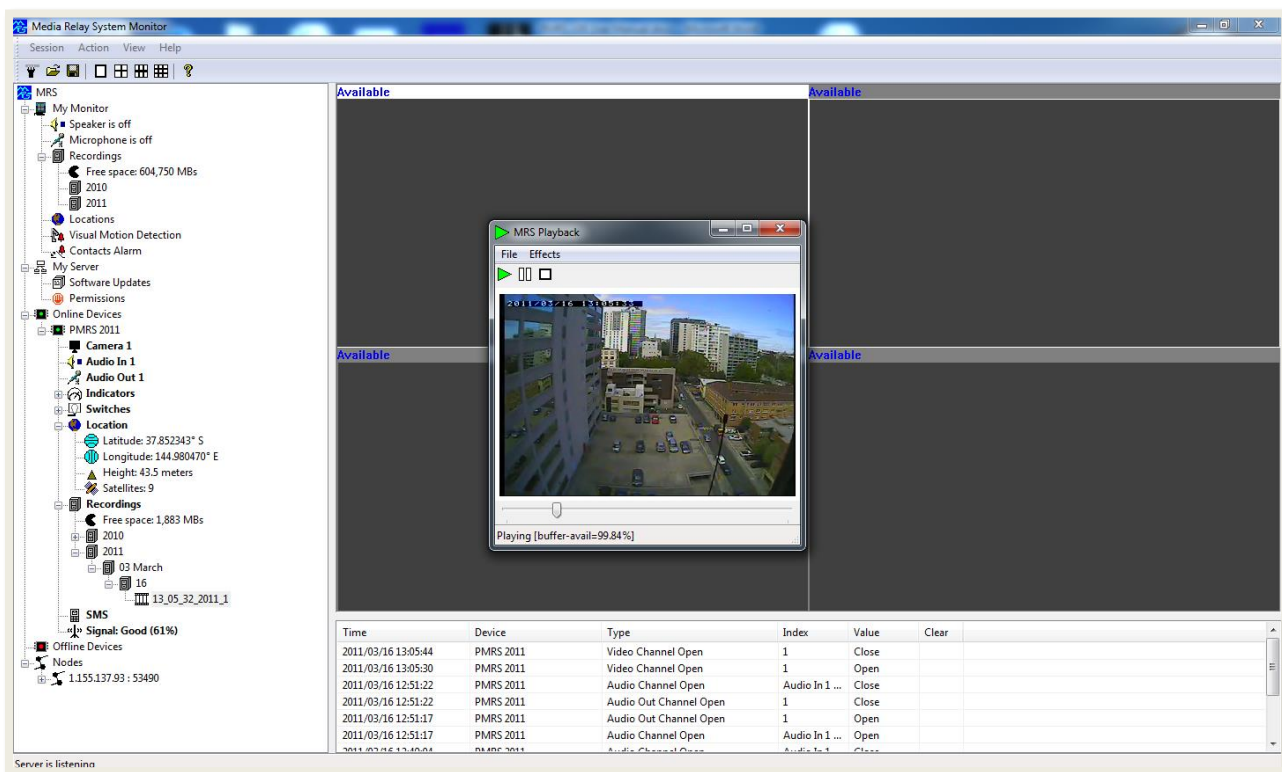 Media Relay System Monitor
Session Action View Help
MRS
My Monitor
Speaker is off
Microphone is off
Recordings
Free space: 604,750 MBs
2010
2011
Locations
Visual Motion Detection
Contacts Alarm
My Server
Software Updates
Permissions
Online Devices
PMRS 2011
Camera 1
Audio In 1
Audio Out 1
Indicators
Switches
Location
Latitude: 37.852343° S
Longitude: 144.980470° E
Height: 43.5 meters
Satellites: 9
Recordings
Free space: 1,883 MBs
2010
2011
03 March
16
13_05_32_2011_1
SMS
Signal: Good (61%)
Offline Devices
Nodes
1.155.137.93 : 53490
Available
Available
Available
Available
MRS Playback
File Effects
2011/03/16 13:05:33
Playing [buffer-avail=99.84%]
Time Device Type Index Value Clear
2011/03/16 13:05:44 PMRS 2011 Video Channel Open 1 Close
2011/03/16 13:05:30 PMRS 2011 Video Channel Open 1 Open
2011/03/16 12:51:22 PMRS 2011 Audio Channel Open Audio In 1 ... Close
2011/03/16 12:51:22 PMRS 2011 Audio Out Channel Open 1 Close
2011/03/16 12:51:17 PMRS 2011 Audio Out Channel Open 1 Open
2011/03/16 12:51:17 PMRS 2011 Audio Channel Open Audio In 1 ... Open
Server is listening